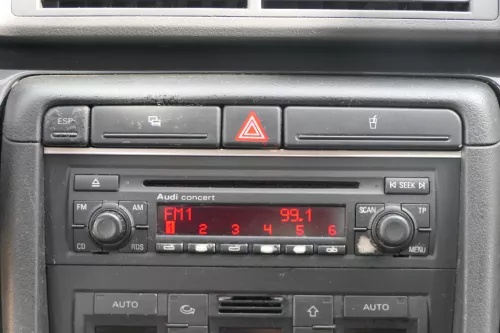 ESP
Audi concert
SEEK
FM AM
FM1 99.1
SCAN TP
1 2 3 4 5 6
CD RDS
MENU
AUTO AUTO